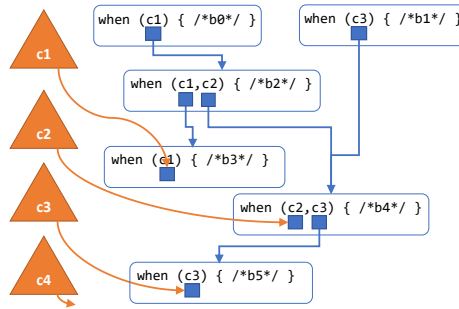 when (c1) { /*b0*/ }
when (c3) { /*b1*/ }
c1
when (c1,c2) { /*b2*/ }
c2
when (c1) { /*b3*/ }
c3
when (c2,c3) { /*b4*/ }
c4
when (c3) { /*b5*/ }